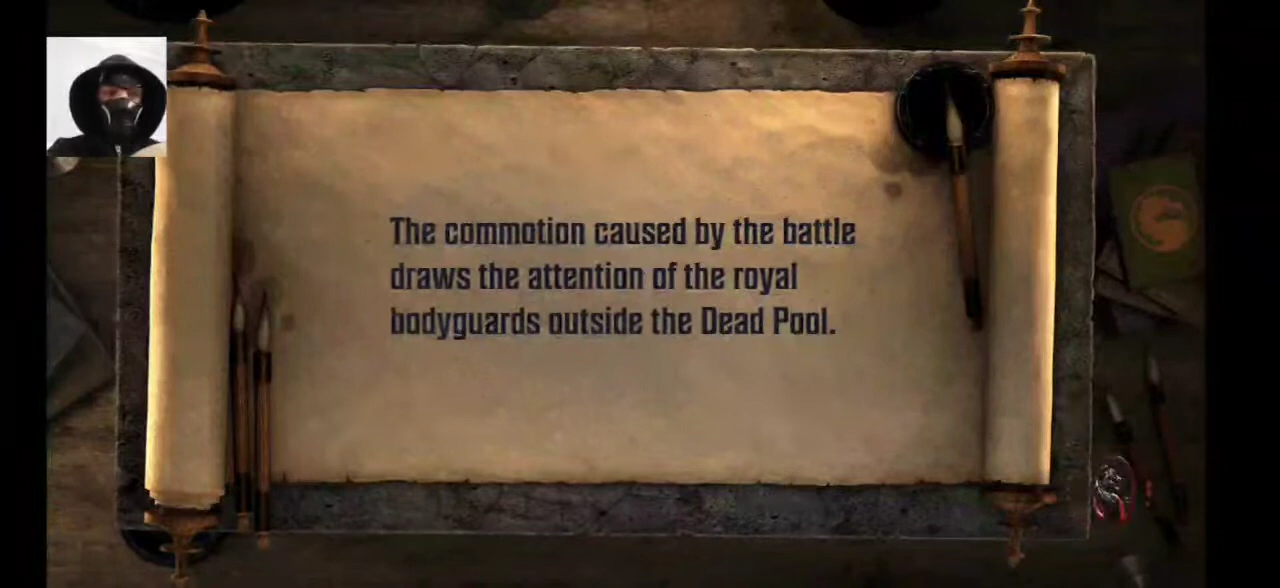 The commotion caused by the battle
draws the attention of the royal
bodyguards outside the Dead Pool.